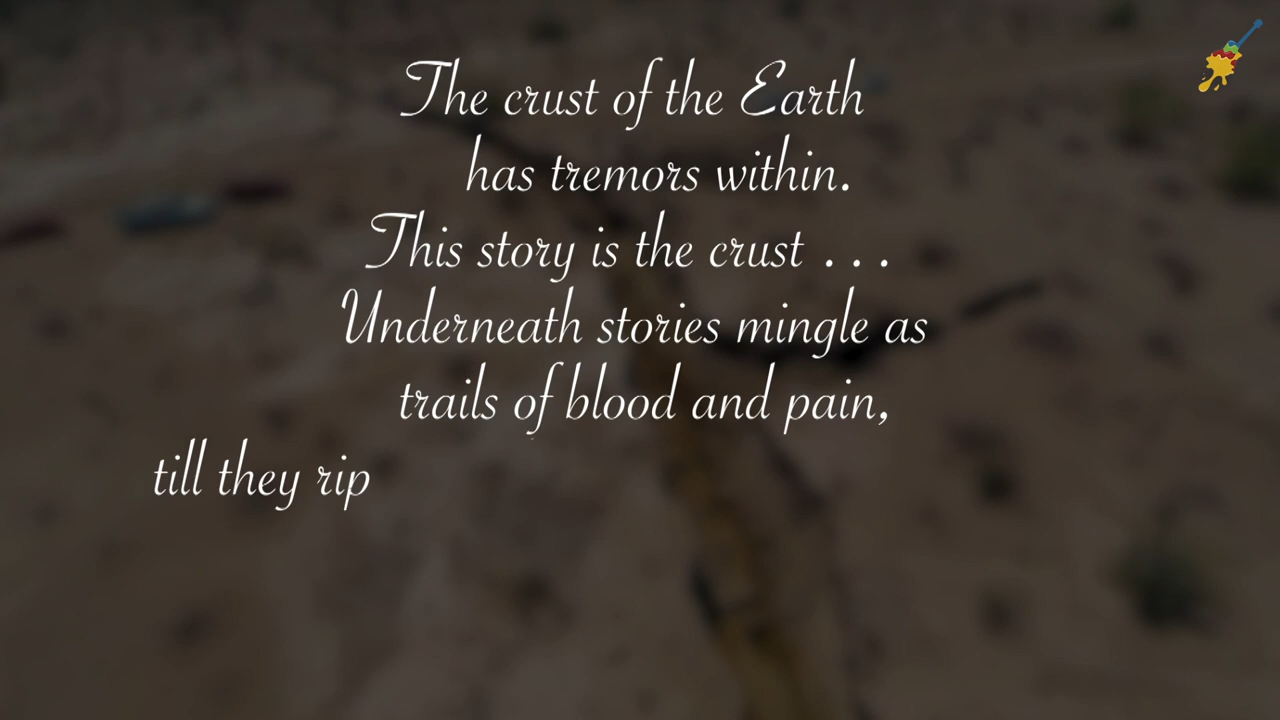 The crust of the Earth
has tremors within.
This story is the crust . . .
Underneath stories mingle as
trails of blood and pain,
till they rip